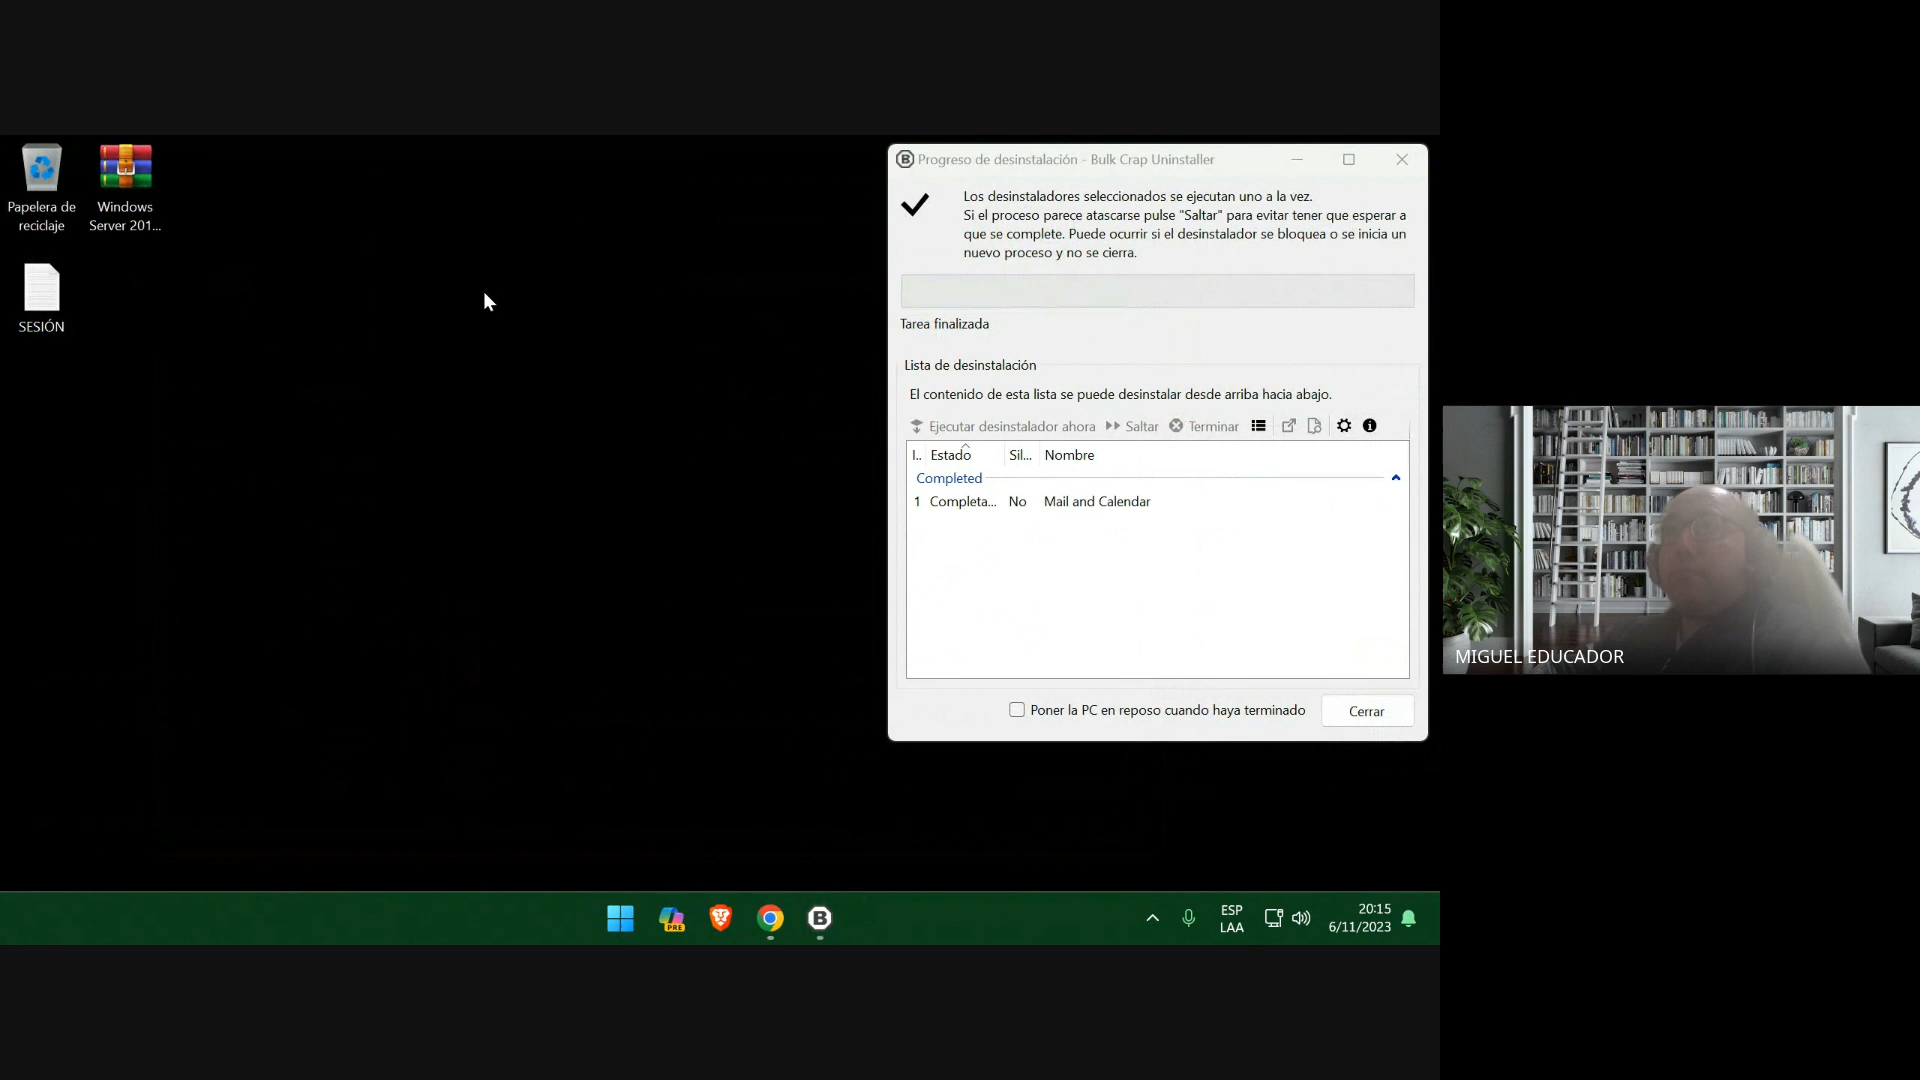 Papelera de
reciclaje
Windows
Server 201...
SESIÓN
Progreso de desinstalación - Bulk Crap Uninstaller
Los desinstaladores seleccionados se ejecutan uno a la vez.
Si el proceso parece atascarse pulse "Saltar" para evitar tener que esperar a
que se complete. Puede ocurrir si el desinstalador se bloquea o se inicia un
nuevo proceso y no se cierra.
Tarea finalizada
Lista de desinstalación
El contenido de esta lista se puede desinstalar desde arriba hacia abajo.
Ejecutar desinstalador ahora Saltar Terminar
I.. Estado Sil... Nombre
Completed
1 Completa... No Mail and Calendar
Poner la PC en reposo cuando haya terminado
Cerrar
MIGUEL EDUCADOR
PRE
ESP
LAA
20:15
6/11/2023